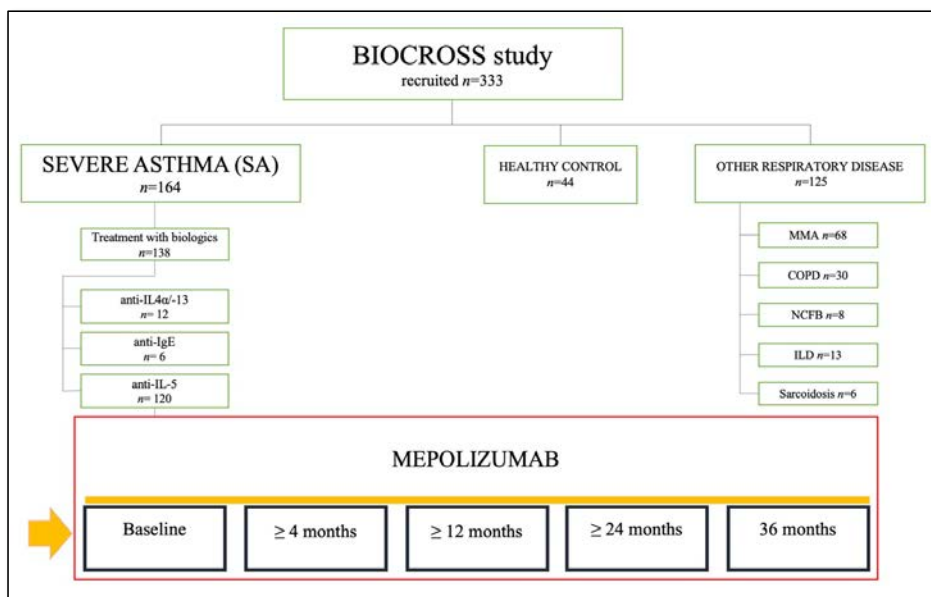 BIOCROSS study
recruited n=333
SEVERE ASTHMA (SA)
n=164
HEALTHY CONTROL
n=44
OTHER RESPIRATORY DISEASE
n=125
Treatment with biologics
n=138
anti-IL4α/-13
n= 12
anti-IgE
n= 6
anti-IL-5
n= 120
MMA n=68
COPD n=30
NCFB n=8
ILD n=13
Sarcoidosis n=6
MEPOLIZUMAB
Baseline
≥ 4 months
≥ 12 months
≥ 24 months
36 months